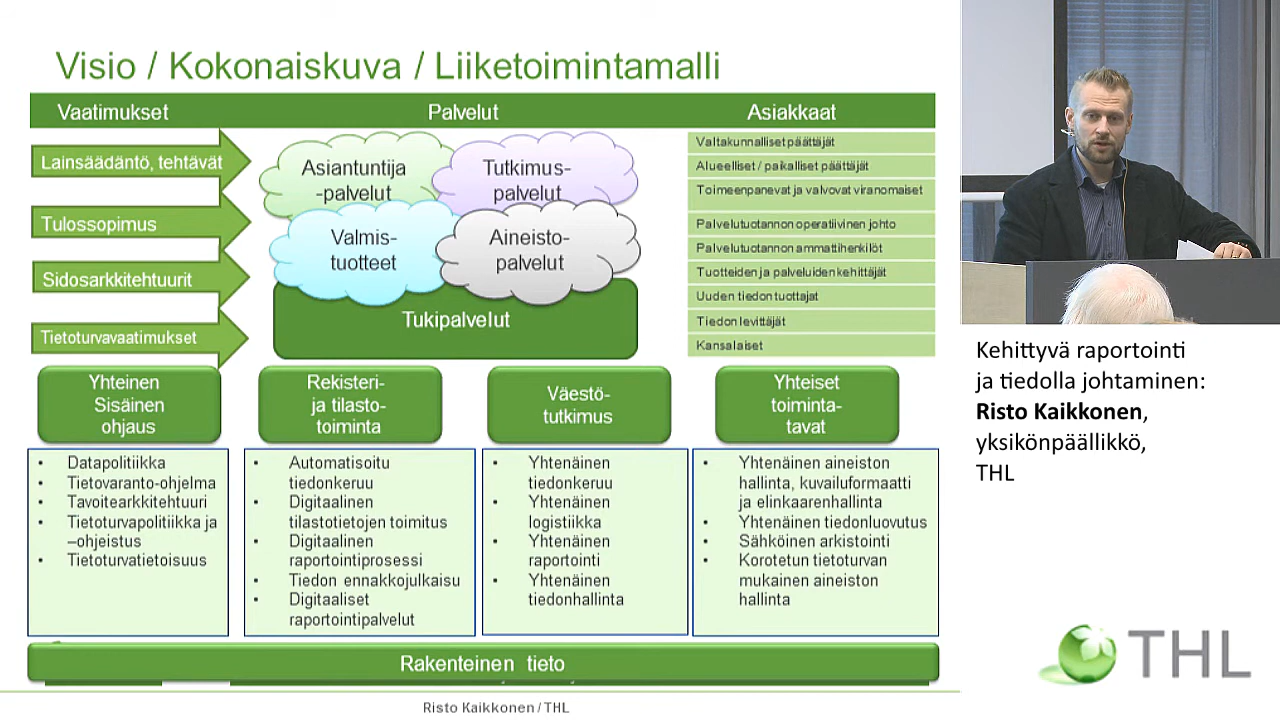 Visio / Kokonaiskuva / Liiketoimintamalli
Vaatimukset
Palvelut
Asiakkaat
Lainsäädäntö, tehtävät
Tulossopimus
Sidosarkkitehtuurit
Tietoturvavaatimukset
Asiantuntija
-palvelut
Tutkimus-
palvelut
Valmis-
tuotteet
Aineisto-
palvelut
Tukipalvelut
Valtakunnalliset päättäjät
Alueelliset / paikalliset päättäjät
Toimeenpanevat ja valvovat viranomaiset
Palvelutuotannon operatiivinen johto
Palvelutuotannon ammattihenkilöt
Tuotteiden ja palveluiden kehittäjät
Uuden tiedon tuottajat
Tiedon levittäjät
Kansalaiset
Yhteinen
Sisäinen
ohjaus
Rekisteri-
ja tilasto-
toiminta
Väestö-
tutkimus
Yhteiset
toiminta-
tavat
• Datapolitiikka
• Tietovaranto-ohjelma
• Tavoitearkkitehtuuri
• Tietoturvapolitiikka ja
–ohjeistus
• Tietoturvatietoisuus
• Automatisoitu
tiedonkeruu
• Digitaalinen
tilastotietojen toimitus
• Digitaalinen
raportointiprosessi
• Tiedon ennakkojulkaisu
• Digitaaliset
raportointipalvelut
• Yhtenäinen
tiedonkeruu
• Yhtenäinen
logistiikka
• Yhtenäinen
raportointi
• Yhtenäinen
tiedonhallinta
• Yhtenäinen aineiston
hallinta, kuvailuformaatti
ja elinkaarenhallinta
• Yhtenäinen tiedonluovutus
• Sähköinen arkistointi
• Korotetun tietoturvan
mukainen aineiston
hallinta
Rakenteinen tieto
Risto Kaikkonen / THL
Kehittyvä raportointi
ja tiedolla johtaminen:
Risto Kaikkonen,
yksikönpäällikkö,
THL
THL